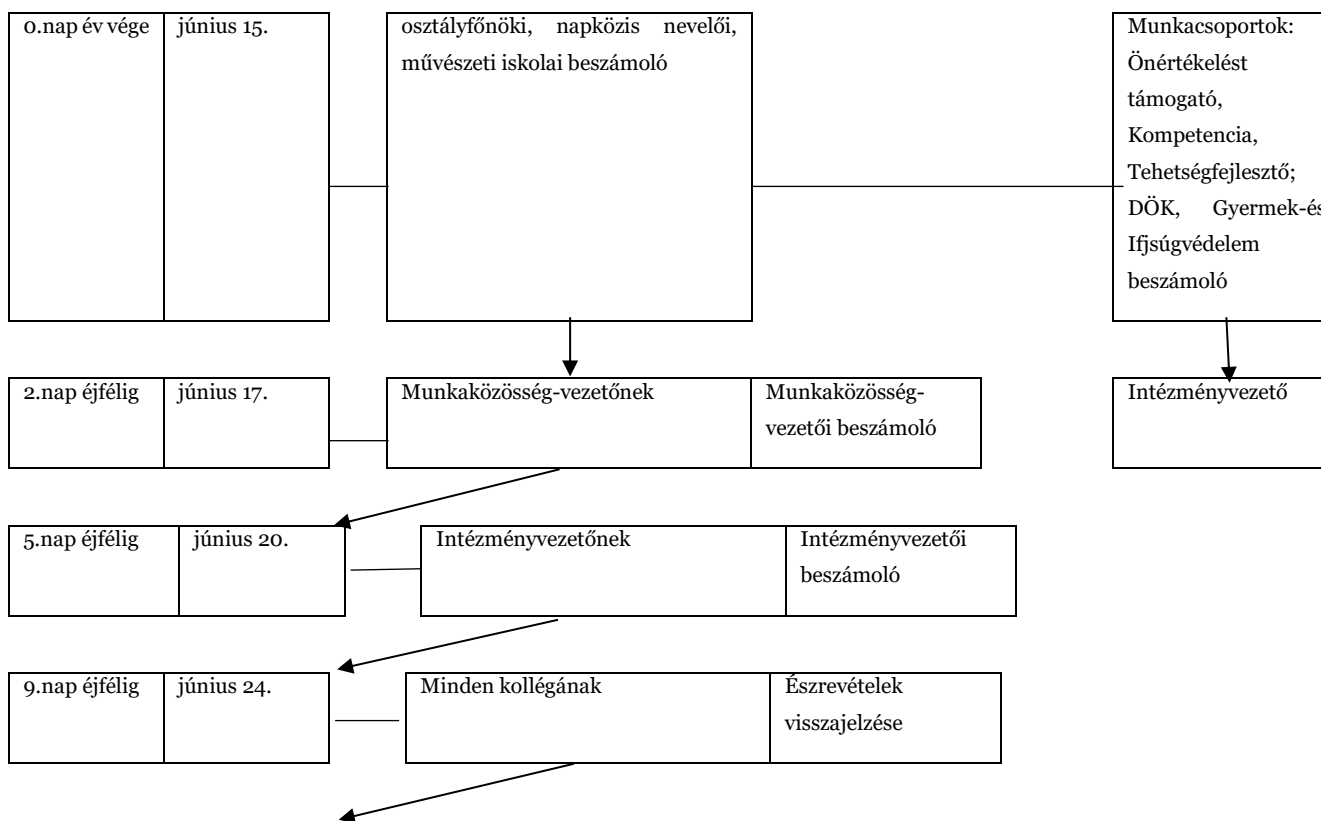 0.nap év vége
június 15.
osztályfőnöki, napközis nevelői,
művészeti iskolai beszámoló
Munkacsoportok:
Önértékelést
támogató,
Kompetencia,
Tehetségfejlesztő;
DÖK, Gyermek-és
Ifjsúgvédelem
beszámoló
2.nap éjfélig
június 17.
Munkaközösség-vezetőnek
Munkaközösség-
vezetői beszámoló
Intézményvezető
5.nap éjfélig
június 20.
Intézményvezetőnek
Intézményvezetői
beszámoló
9.nap éjfélig
június 24.
Minden kollégának
Észrevételek
visszajelzése